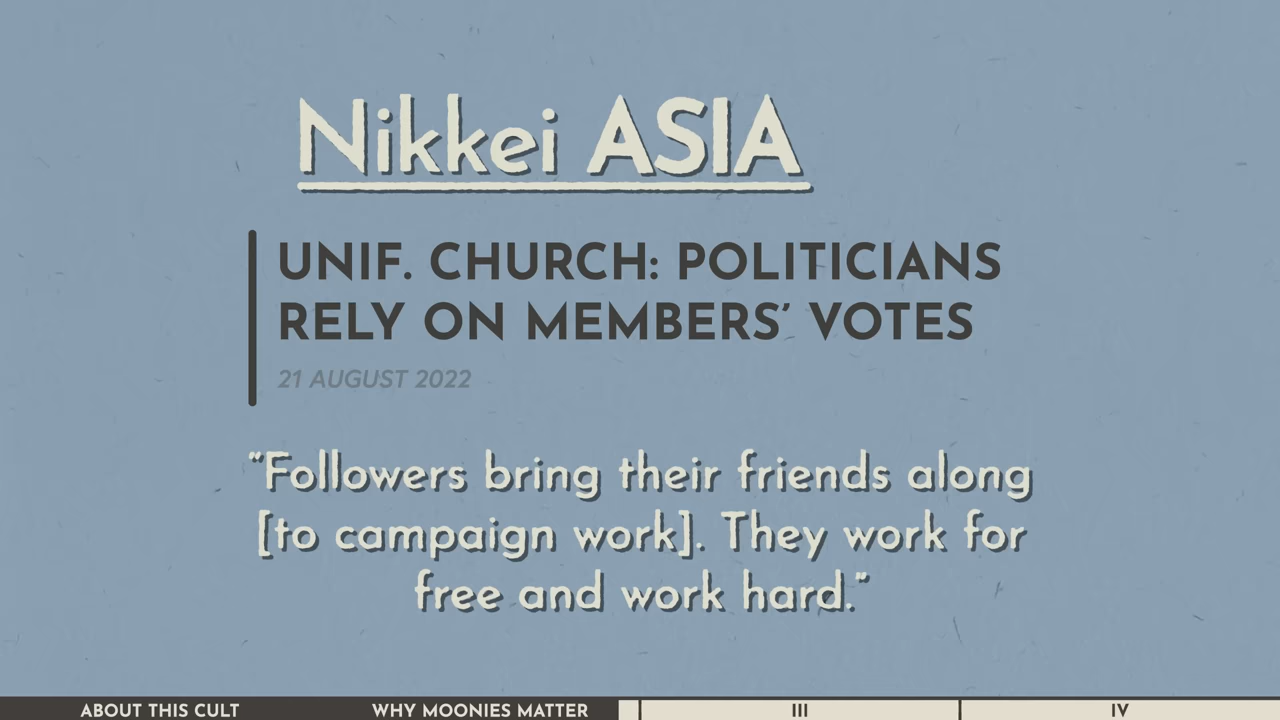 Nikkei ASIA
UNIF. CHURCH: POLITICIANS
RELY ON MEMBERS’ VOTES
21 AUGUST 2022
“Followers bring their friends along
[to campaign work]. They work for
free and work hard.”
ABOUT THIS CULT
WHY MOONIES MATTER
III
IV